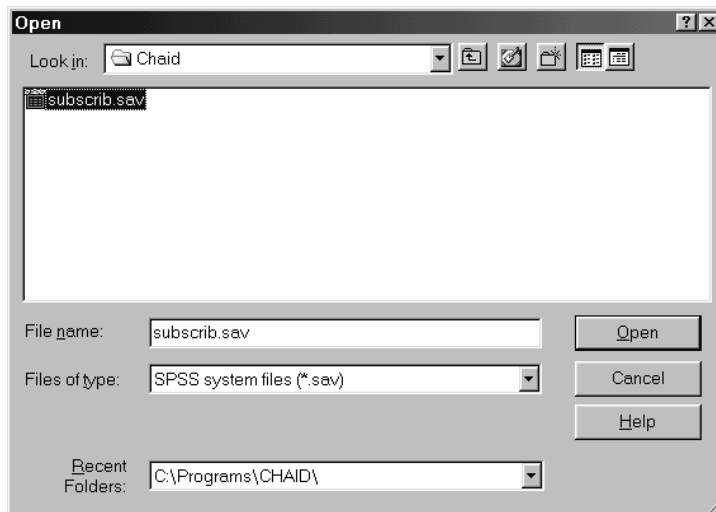 Open
Look in: Chaid
subscrib.sav
File name: subscrib.sav Open
Files of type: SPSS system files (*.sav) Cancel
Help
Recent
Folders: C:\Programs\CHAID\